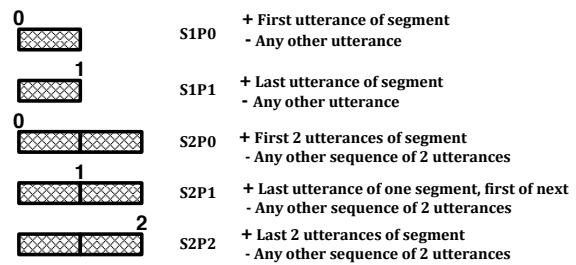 0
S1P0
+ First utterance of segment
- Any other utterance
1
S1P1
+ Last utterance of segment
- Any other utterance
0
S2P0
+ First 2 utterances of segment
- Any other sequence of 2 utterances
1
S2P1
+ Last utterance of one segment, first of next
- Any other sequence of 2 utterances
2
S2P2
+ Last 2 utterances of segment
- Any other sequence of 2 utterances